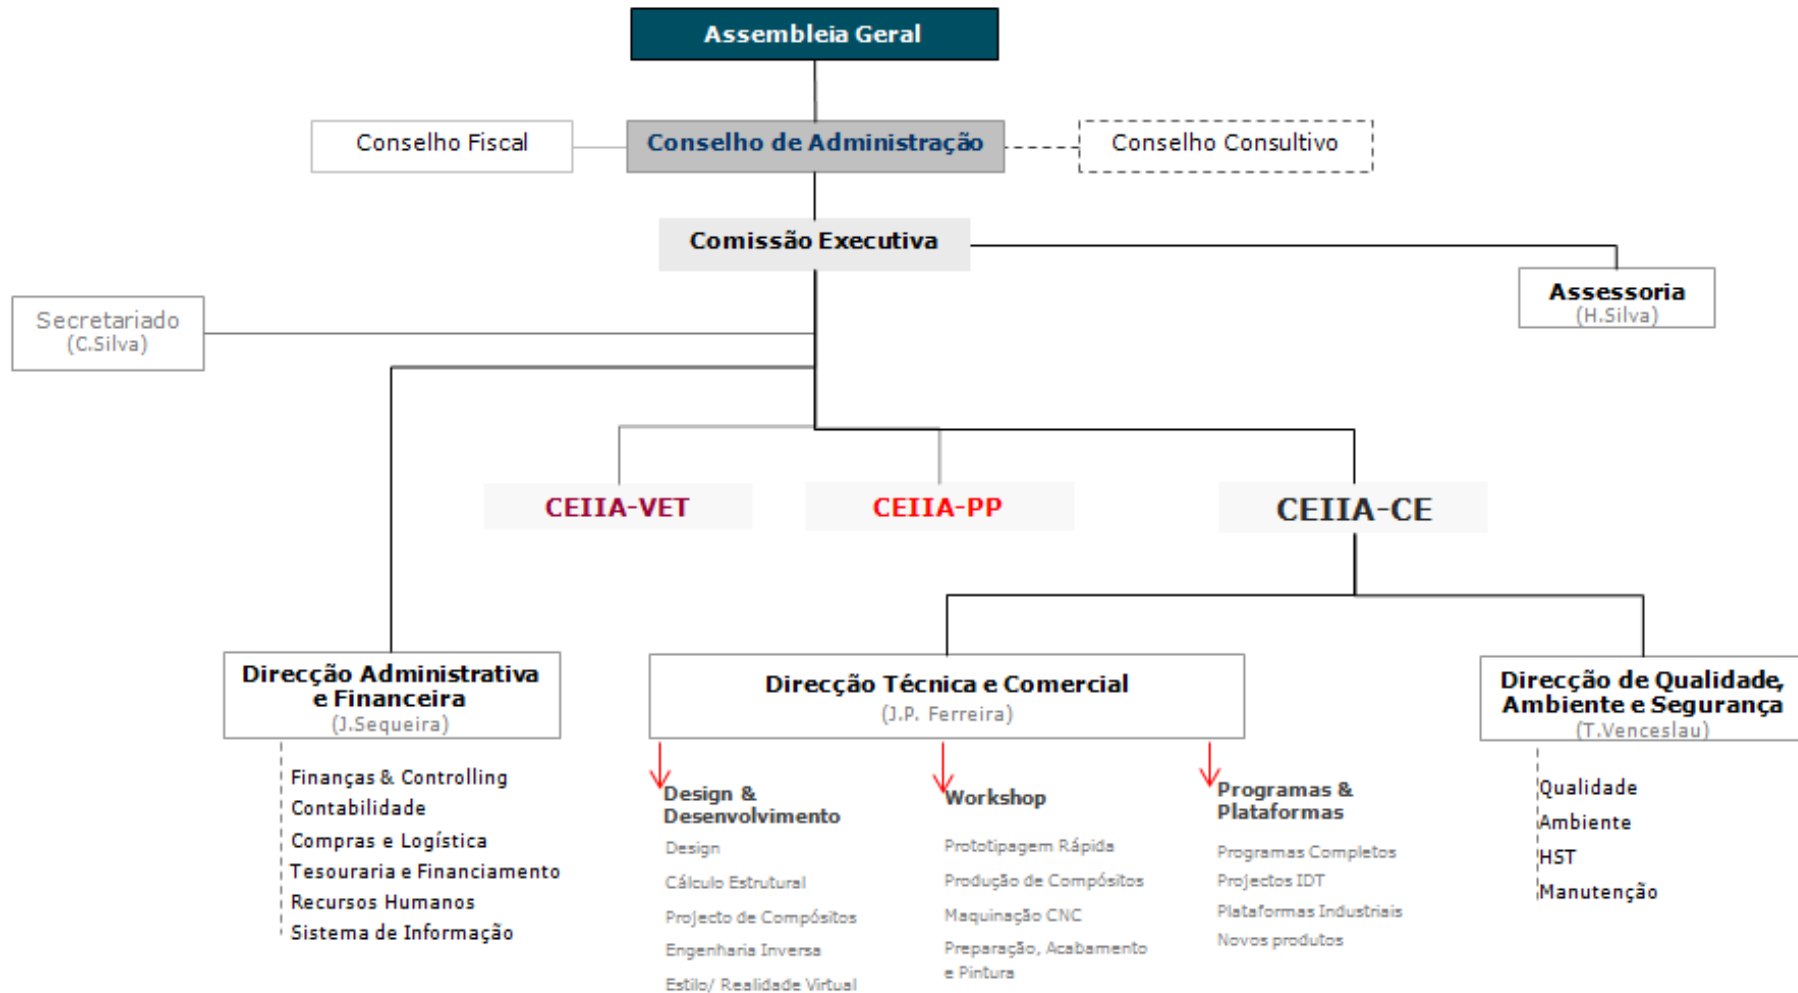 Assembleia Geral
Conselho Fiscal
Conselho de Administração
Conselho Consultivo
Comissão Executiva
Assessoria
(H.Silva)
Secretariado
(C.Silva)
CEIIA-VET
CEIIA-PP
CEIIA-CE
Direcção Administrativa
e Financeira
(J.Sequeira)
Finanças & Controlling
Contabilidade
Compras e Logística
Tesouraria e Financiamento
Recursos Humanos
Sistema de Informação
Direcção Técnica e Comercial
(J.P. Ferreira)
Design &
Desenvolvimento
Design
Cálculo Estrutural
Projecto de Compósitos
Engenharia Inversa
Estilo/ Realidade Virtual
Workshop
Prototipagem Rápida
Produção de Compósitos
Maquinação CNC
Preparação, Acabamento
e Pintura
Programas &
Plataformas
Programas Completos
Projectos IDT
Plataformas Industriais
Novos produtos
Direcção de Qualidade,
Ambiente e Segurança
(T.Venceslau)
Qualidade
Ambiente
HST
Manutenção